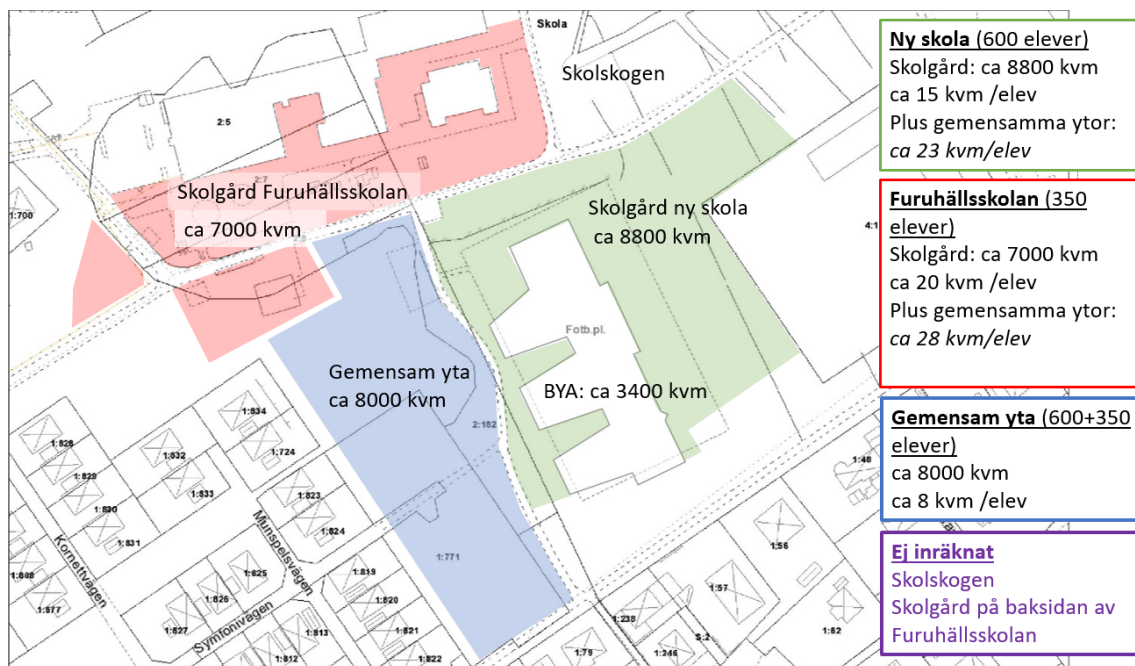 Skola
Skolskogen
2:5
2:7
Skolgård Furuhällsskolan
ca 7000 kvm
1:700
Skolgård ny skola
ca 8800 kvm
4:1
Fotb.pl.
Gemensam yta
ca 8000 kvm
BYA: ca 3400 kvm
2:182
1:834
1:828
1:832
1:724
1:829
1:833
1:823
1:830
1:824
1:831
1:771
1:48
Kornettvägen
Munspelsvägen
Symfonivägen
1:56
1:825
1:819
1:826
1:820
1:57
1:677
1:827
1:813
1:821
1:238
S:2
1:62
1:812
1:822
1:79
1:246
Ny skola (600 elever)
Skolgård: ca 8800 kvm
ca 15 kvm /elev
Plus gemensamma ytor:
ca 23 kvm/elev
Furuhällsskolan (350
elever)
Skolgård: ca 7000 kvm
ca 20 kvm /elev
Plus gemensamma ytor:
ca 28 kvm/elev
Gemensam yta (600+350
elever)
ca 8000 kvm
ca 8 kvm /elev
Ej inräknat
Skolskogen
Skolgård på baksidan av
Furuhällsskolan